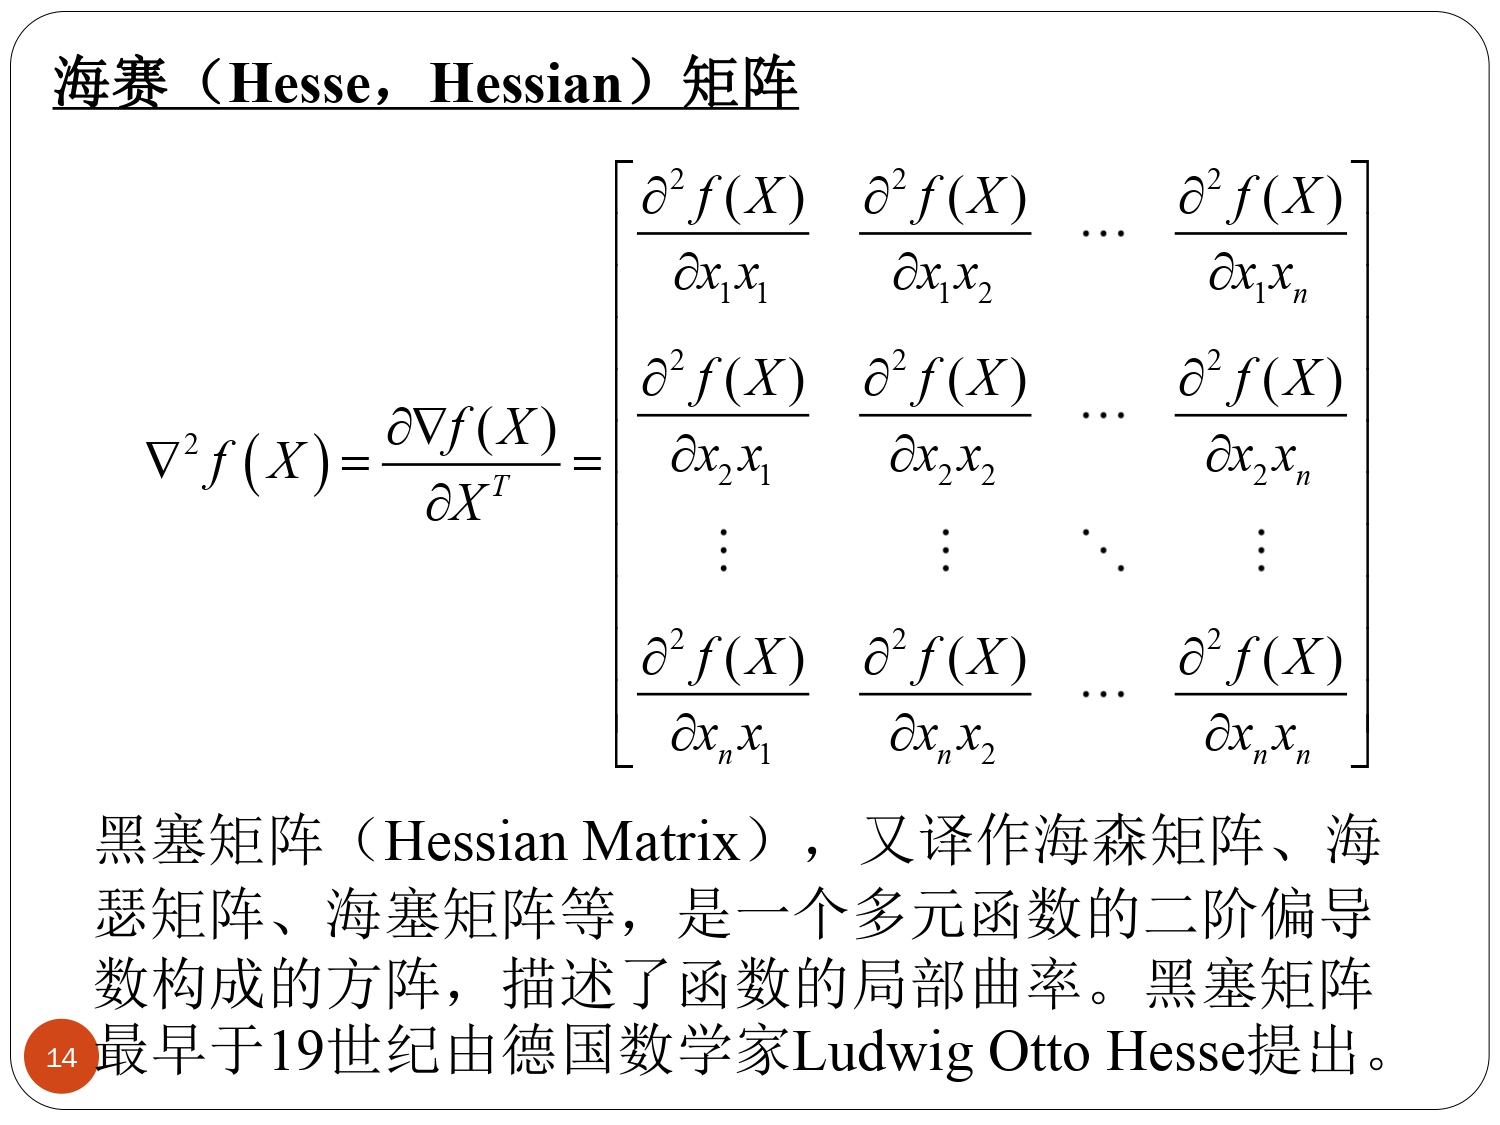 海赛（Hesse，Hessian）矩阵
$$\nabla^2 f(X) = \frac{\partial \nabla f(X)}{\partial X^T} = \begin{bmatrix} \frac{\partial^2 f(X)}{\partial x_1 x_1} & \frac{\partial^2 f(X)}{\partial x_1 x_2} & \cdots & \frac{\partial^2 f(X)}{\partial x_1 x_n} \\ \frac{\partial^2 f(X)}{\partial x_2 x_1} & \frac{\partial^2 f(X)}{\partial x_2 x_2} & \cdots & \frac{\partial^2 f(X)}{\partial x_2 x_n} \\ \vdots & \vdots & \ddots & \vdots \\ \frac{\partial^2 f(X)}{\partial x_n x_1} & \frac{\partial^2 f(X)}{\partial x_n x_2} & \cdots & \frac{\partial^2 f(X)}{\partial x_n x_n} \end{bmatrix}$$
黑塞矩阵（Hessian Matrix），又译作海森矩阵、海
瑟矩阵、海塞矩阵等，是一个多元函数的二阶偏导
数构成的方阵，描述了函数的局部曲率。黑塞矩阵
最早于19世纪由德国数学家Ludwig Otto Hesse提出。
14